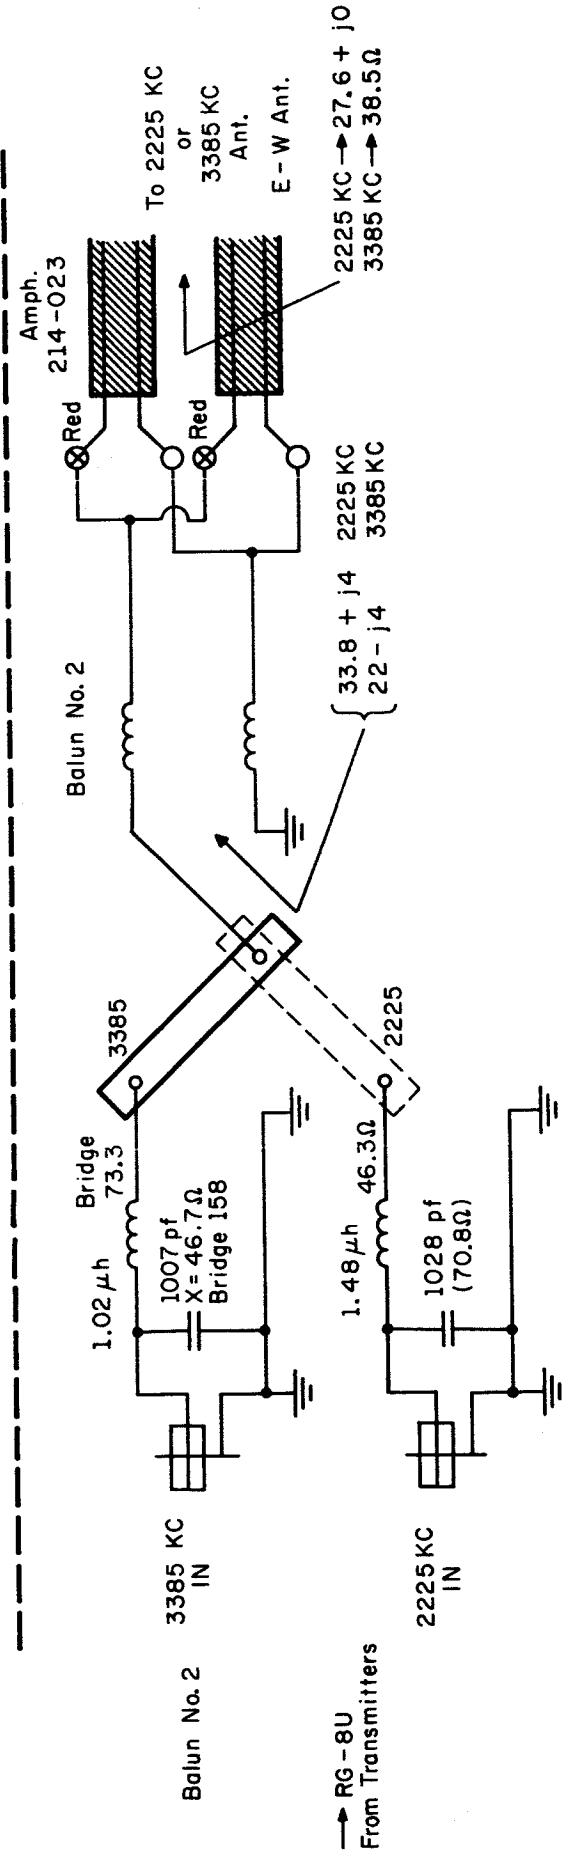 Balun No. 2
3385 KC
IN
1.02 μh
Bridge
73.3
1007 pf
X = 46.7Ω
Bridge 158
3385
Balun No. 2
Red
Amph.
214-023
To 2225 KC
or
3385 KC
Ant.
Red
E-W Ant.
2225 KC → 27.6 + j0
3385 KC → 38.5Ω
33.8 + j4 2225 KC
22 - j4 3385 KC
→ RG-8U
From Transmitters
2225 KC
IN
1.48 μh
46.3Ω
1028 pf
(70.8Ω)
2225